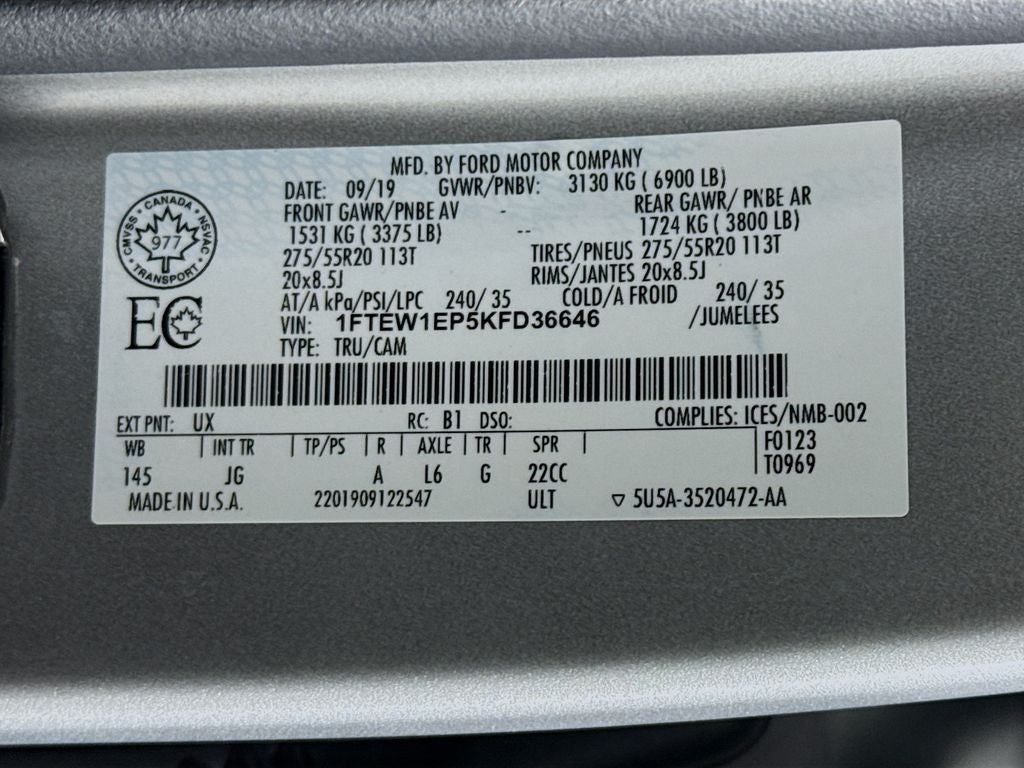 MFD. BY FORD MOTOR COMPANY
DATE: 09/19 GVWR/PNBV: 3130 KG ( 6900 LB)
FRONT GAWR/PNBE AV - REAR GAWR/ PNBE AR
1531 KG ( 3375 LB) -- 1724 KG ( 3800 LB)
275/55R20 113T TIRES/PNEUS 275/55R20 113T
20x8.5J RIMS/JANTES 20x8.5J
AT/A kPa/PSI/LPC 240/ 35 COLD/A FROID 240/ 35
VIN: 1FTEW1EP5KFD36646 /JUMELEES
TYPE: TRU/CAM
CANADA
CMVSS NSVAC
977
TRANSPORT
EC
EXT PNT: UX RC: B1 DSO: COMPLIES: ICES/NMB-002
WB | INT TR | TP/PS | R | AXLE | TR | SPR | F0123
145 JG A L6 G 22CC T0969
MADE IN U.S.A. 2201909122547 ULT ▽ 5U5A-3520472-AA